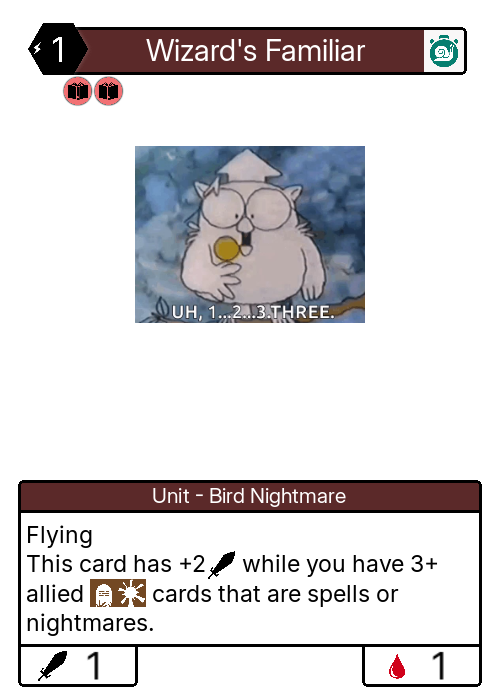 1 Wizard's Familiar
UH, 1...2...3.THREE.
Unit - Bird Nightmare
Flying
This card has +2 while you have 3+
allied cards that are spells or
nightmares.
1 1